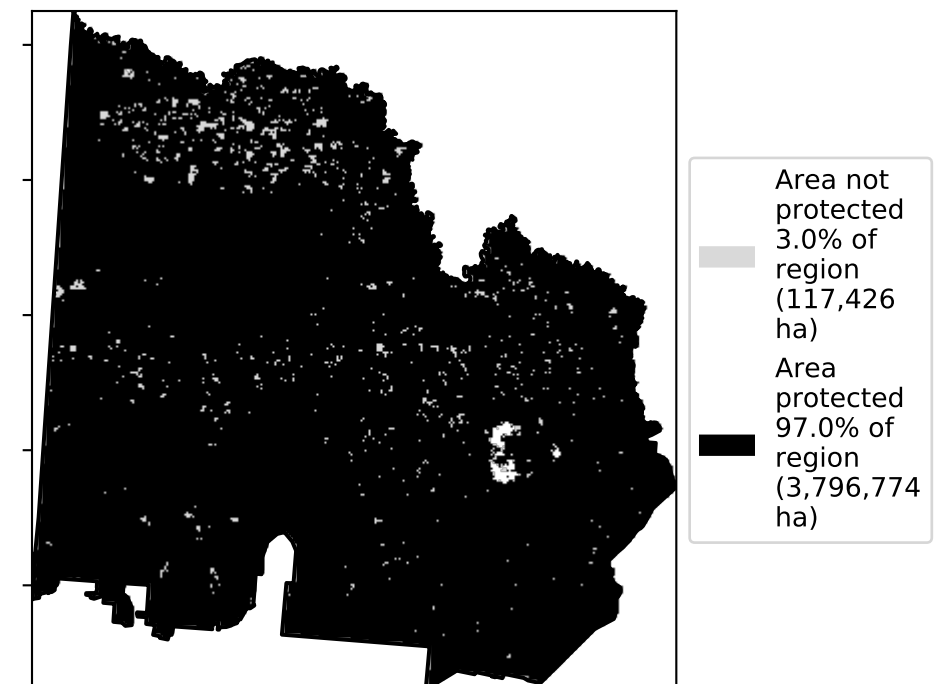 Area not
protected
3.0% of
region
(117,426
ha)
Area
protected
97.0% of
region
(3,796,774
ha)